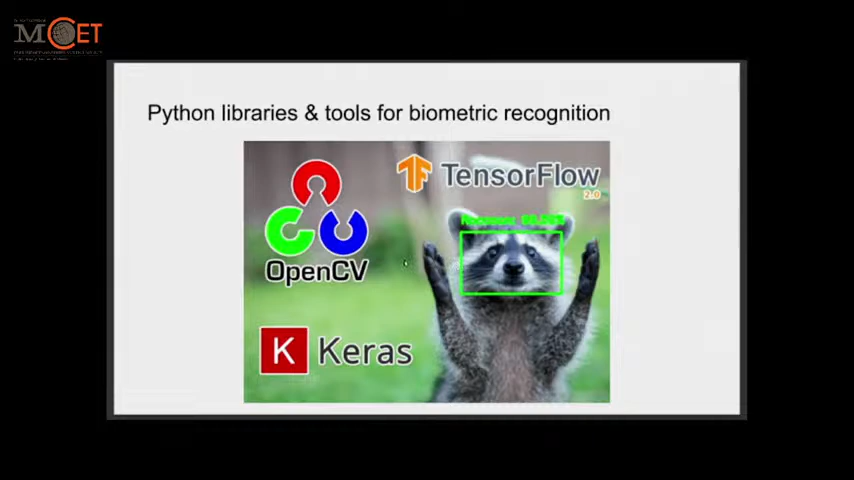 MCET
Python libraries & tools for biometric recognition
TensorFlow
2.0
OpenCV
K Keras